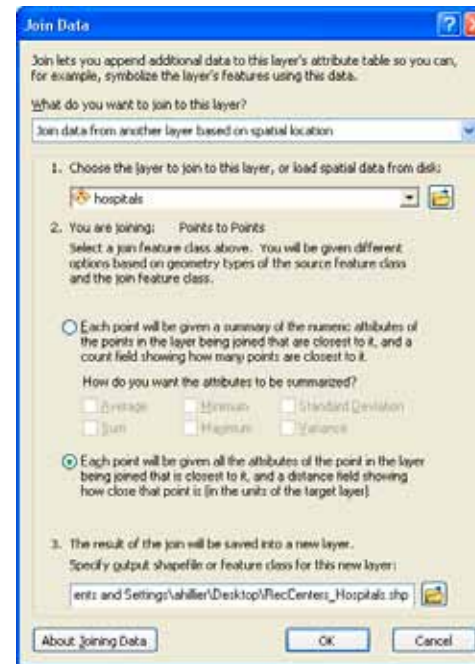 Join Data
Join lets you append additional data to this layer's attribute table so you can,
for example, symbolize the layer's features using this data.
What do you want to join to this layer?
Join data from another layer based on spatial location
1. Choose the layer to join to this layer, or load spatial data from disk:
hospitals
2. You are joining: Points to Points
Select a join feature class above. You will be given different
options based on geometry types of the source feature class
and the join feature class.
Each point will be given a summary of the numeric attributes of
the points in the layer being joined that are closest to it, and a
count field showing how many points are closest to it.
How do you want the attributes to be summarized?
Average Minimum Standard Deviation
Sum Maximum Variance
Each point will be given all the attributes of the point in the layer
being joined that is closest to it, and a distance field showing
how close that point is (in the units of the target layer)
3. The result of the join will be saved into a new layer.
Specify output shapefile or feature class for this new layer:
ents and Settings\ahillier\Desktop\RecCenters_Hospitals.shp
About Joining Data OK Cancel